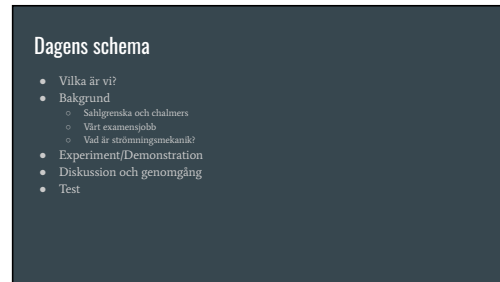 Dagens schema
Vilka är vi?
Bakgrund
Sahlgrenska och chalmers
Vårt examensjobb
Vad är strömningsmekanik?
Experiment/Demonstration
Diskussion och genomgång
Test